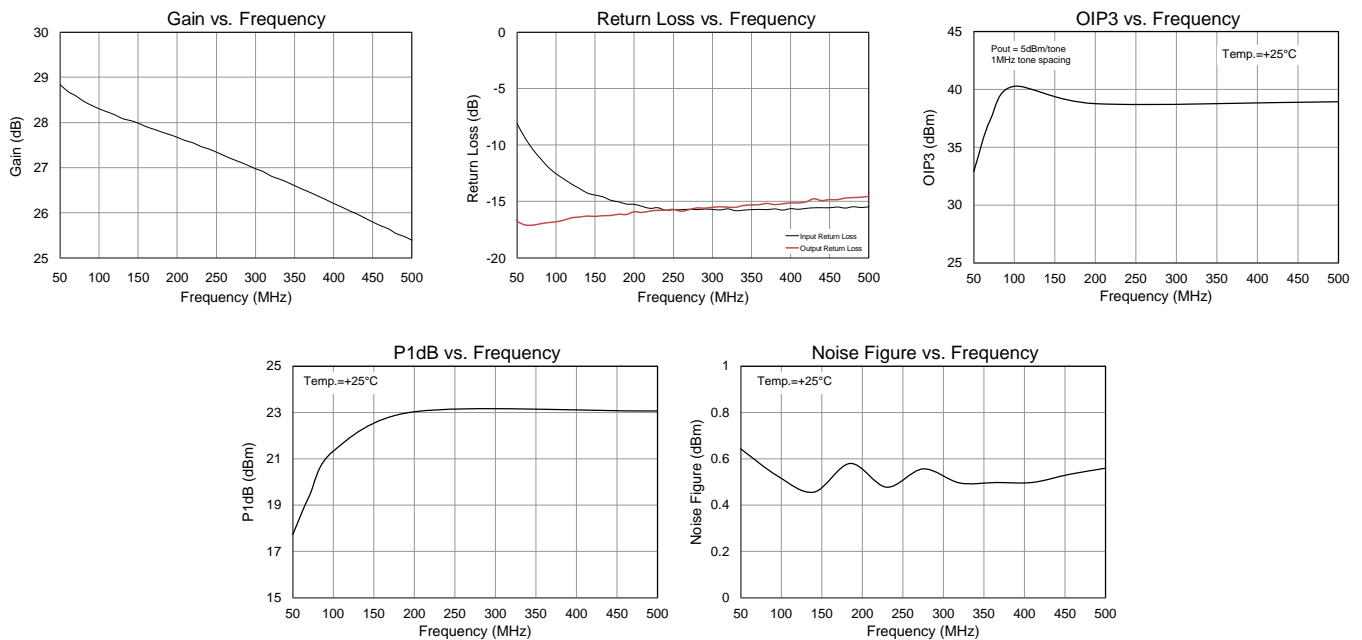 Gain vs. Frequency
30
29
28
27
26
25
Gain (dB)
50 100 150 200 250 300 350 400 450 500
Frequency (MHz)
Return Loss vs. Frequency
0
-5
-10
-15
-20
Return Loss (dB)
Input Return Loss
Output Return Loss
50 100 150 200 250 300 350 400 450 500
Frequency (MHz)
OIP3 vs. Frequency
45
40
35
30
25
OIP3 (dBm)
Pout = 5dBm/tone
1MHz tone spacing
Temp.=+25°C
50 100 150 200 250 300 350 400 450 500
Frequency (MHz)
P1dB vs. Frequency
25
23
21
19
17
15
P1dB (dBm)
Temp.=+25°C
50 100 150 200 250 300 350 400 450 500
Frequency (MHz)
Noise Figure vs. Frequency
1
0.8
0.6
0.4
0.2
0
Noise Figure (dBm)
Temp.=+25°C
50 100 150 200 250 300 350 400 450 500
Frequency (MHz)